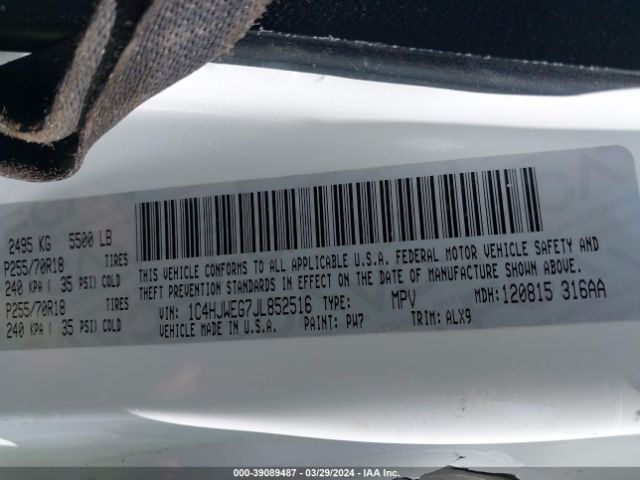 2495 KG 5500 LB
P255/70R18 TIRES
240 KPA ( 35 PSI) COLD
P255/70R18 TIRES
240 KPA ( 35 PSI) COLD
THIS VEHICLE CONFORMS TO ALL APPLICABLE U.S.A. FEDERAL MOTOR VEHICLE SAFETY AND
THEFT PREVENTION STANDARDS IN EFFECT ON THE DATE OF MANUFACTURE SHOWN ABOVE.
VIN: 1C4HJWEG7JL852516 TYPE: MPV MDH: 120815 316AA
VEHICLE MADE IN U.S.A. PAINT: PW7 TRIM: ALX9
000-39089487 - 03/29/2024 - IAA Inc.